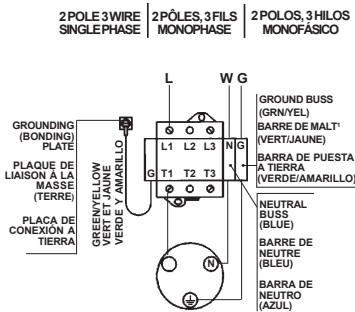 2 POLE 3 WIRE
SINGLE PHASE
2 PÔLES, 3 FILS
MONOPHASE
2 POLOS, 3 HILOS
MONOFÁSICO
L
W G
GROUNDING
(BONDING)
PLATE
PLAQUE DE
LIAISON À LA
MASSE
(TERRE)
PLACA DE
CONEXIÓN A
TIERRA
GREEN/YELLOW
VERT ET JAUNE
VERDE Y AMARILLO
L1 L2 L3 N G
G T1 T2 T3
N
GROUND BUSS
(GRN/YEL)
BARRE DE MALT¹
(VERT/JAUNE)
BARRA DE PUESTA
A TIERRA
(VERDE/AMARILLO)
NEUTRAL
BUSS
(BLUE)
BARRE DE
NEUTRE
(BLEU)
BARRA DE
NEUTRO
(AZUL)